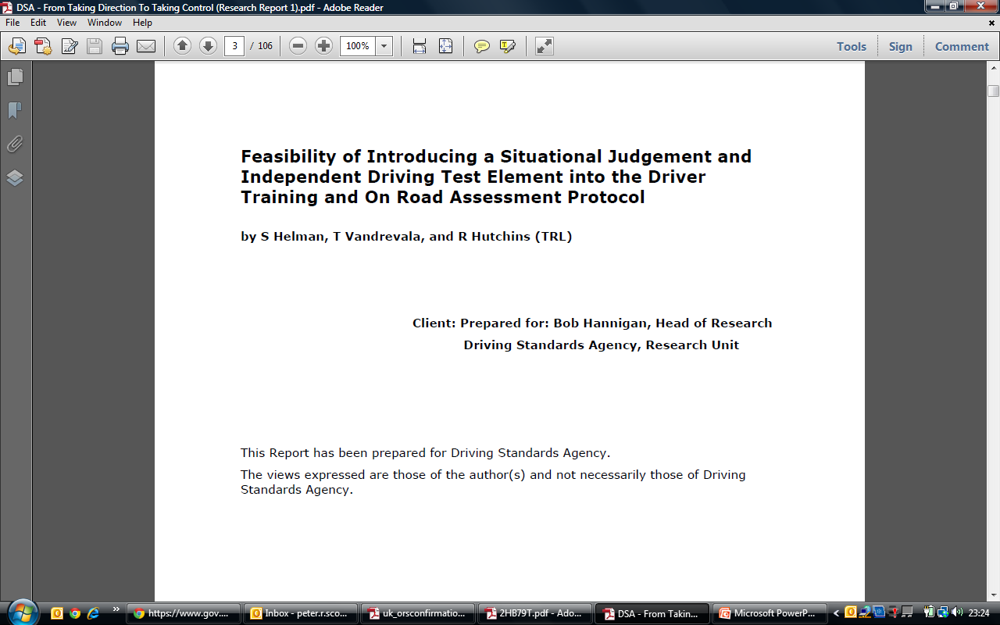 DSA - From Taking Direction To Taking Control (Research Report 1).pdf - Adobe Reader
File Edit View Window Help
3 / 106 100% Tools Sign Comment
Feasibility of Introducing a Situational Judgement and
Independent Driving Test Element into the Driver
Training and On Road Assessment Protocol
by S Helman, T Vandrevala, and R Hutchins (TRL)
Client: Prepared for: Bob Hannigan, Head of Research
Driving Standards Agency, Research Unit
This Report has been prepared for Driving Standards Agency.
The views expressed are those of the author(s) and not necessarily those of Driving
Standards Agency.
https://www.gov.... Inbox - peter.r.sco... uk_orsconfirmatio... 2HB79T.pdf - Ado... DSA - From Takin... Microsoft PowerP... 23:24